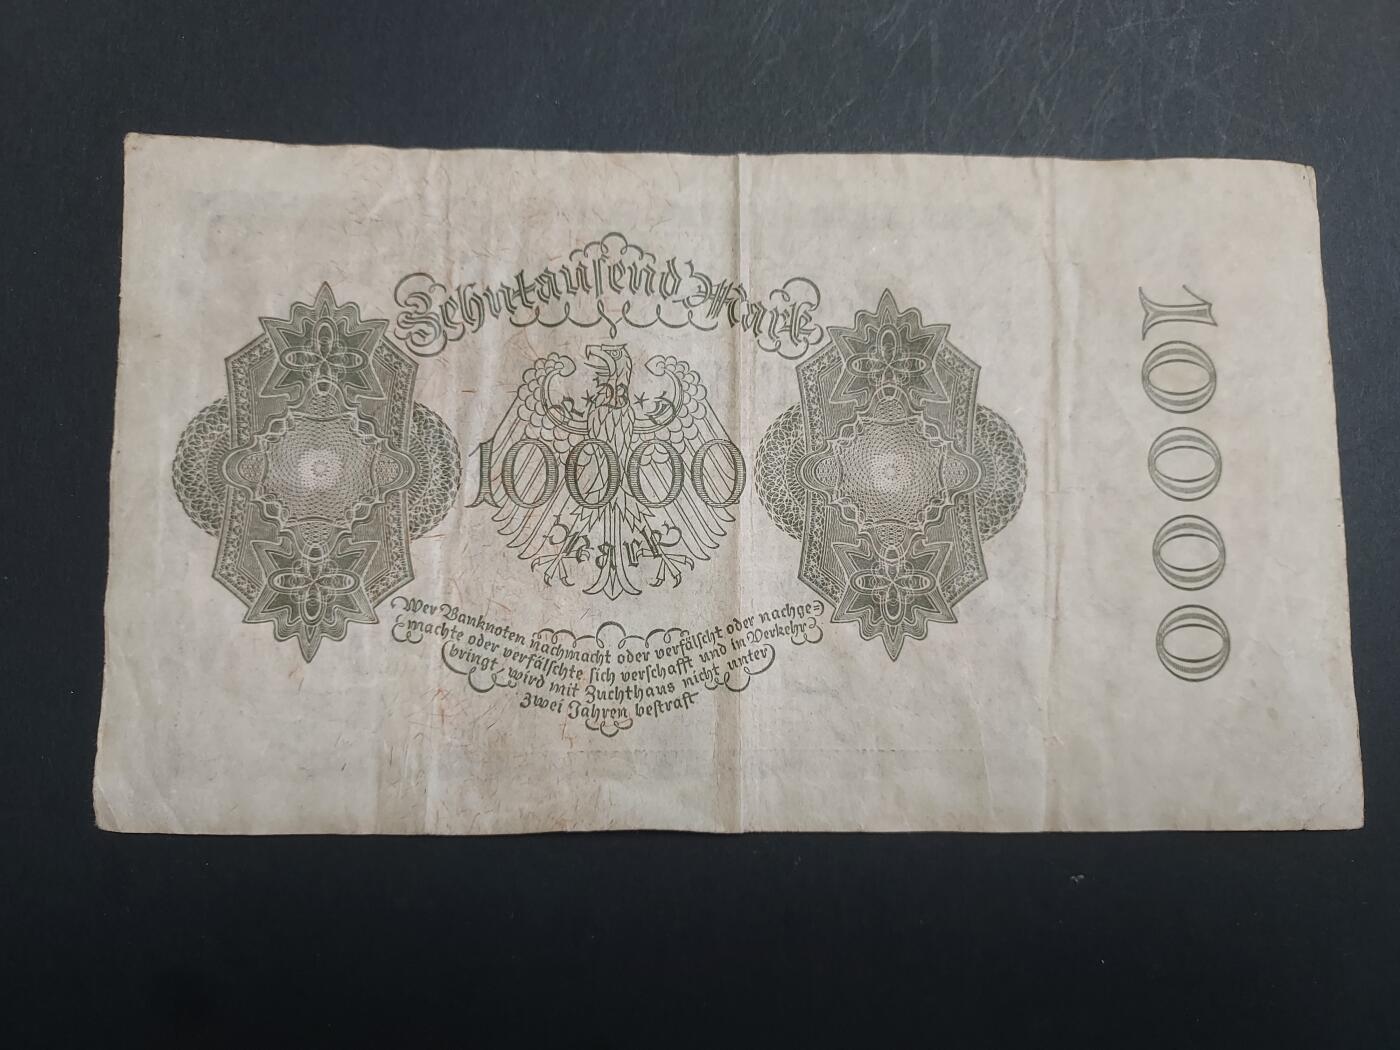 Zehntausend Mark
R * B * D
10000
Mark
Wer Banknoten nachmacht oder verfälscht oder nachge=
machte oder verfälschte sich verschafft und in Verkehr
bringt, wird mit Zuchthaus nicht unter
zwei Jahren bestraft
10000